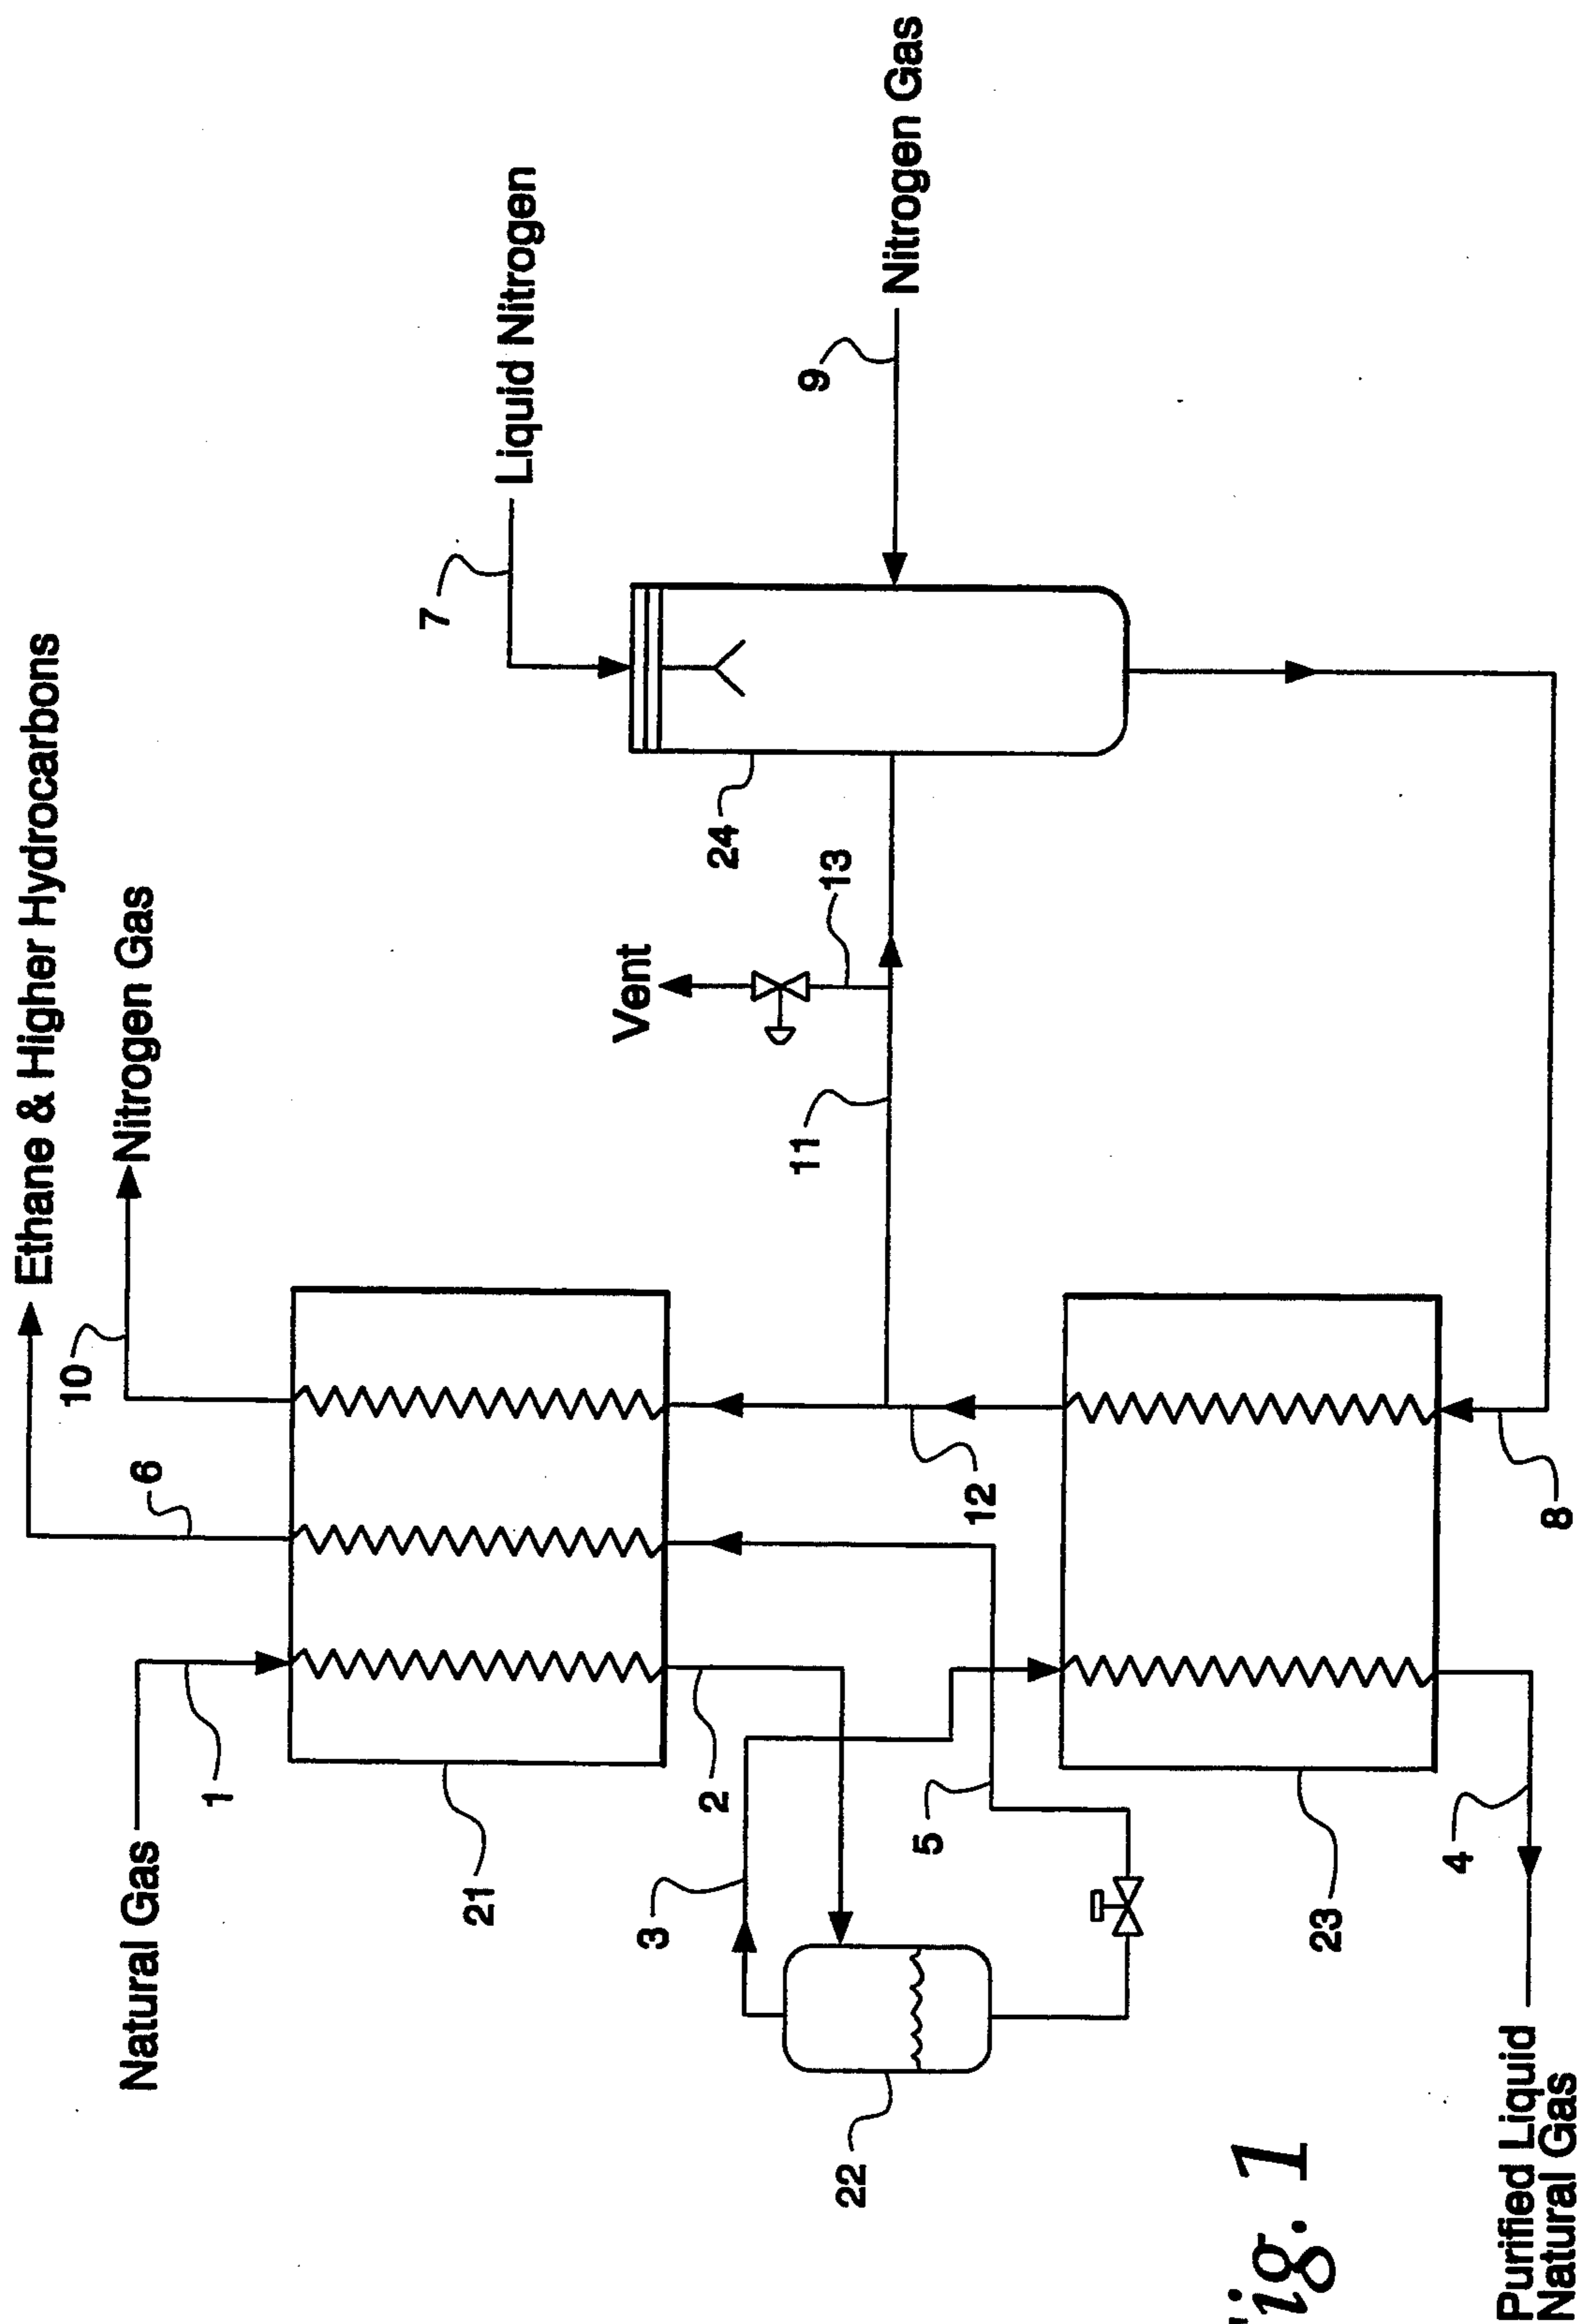 Ethane & Higher Hydrocarbons
Nitrogen Gas
10
6
Natural Gas
1
21
Liquid Nitrogen
7
Vent
13
24
9
Nitrogen Gas
11
12
2
3
5
22
23
8
4
Purified Liquid
Natural Gas
ig. 1